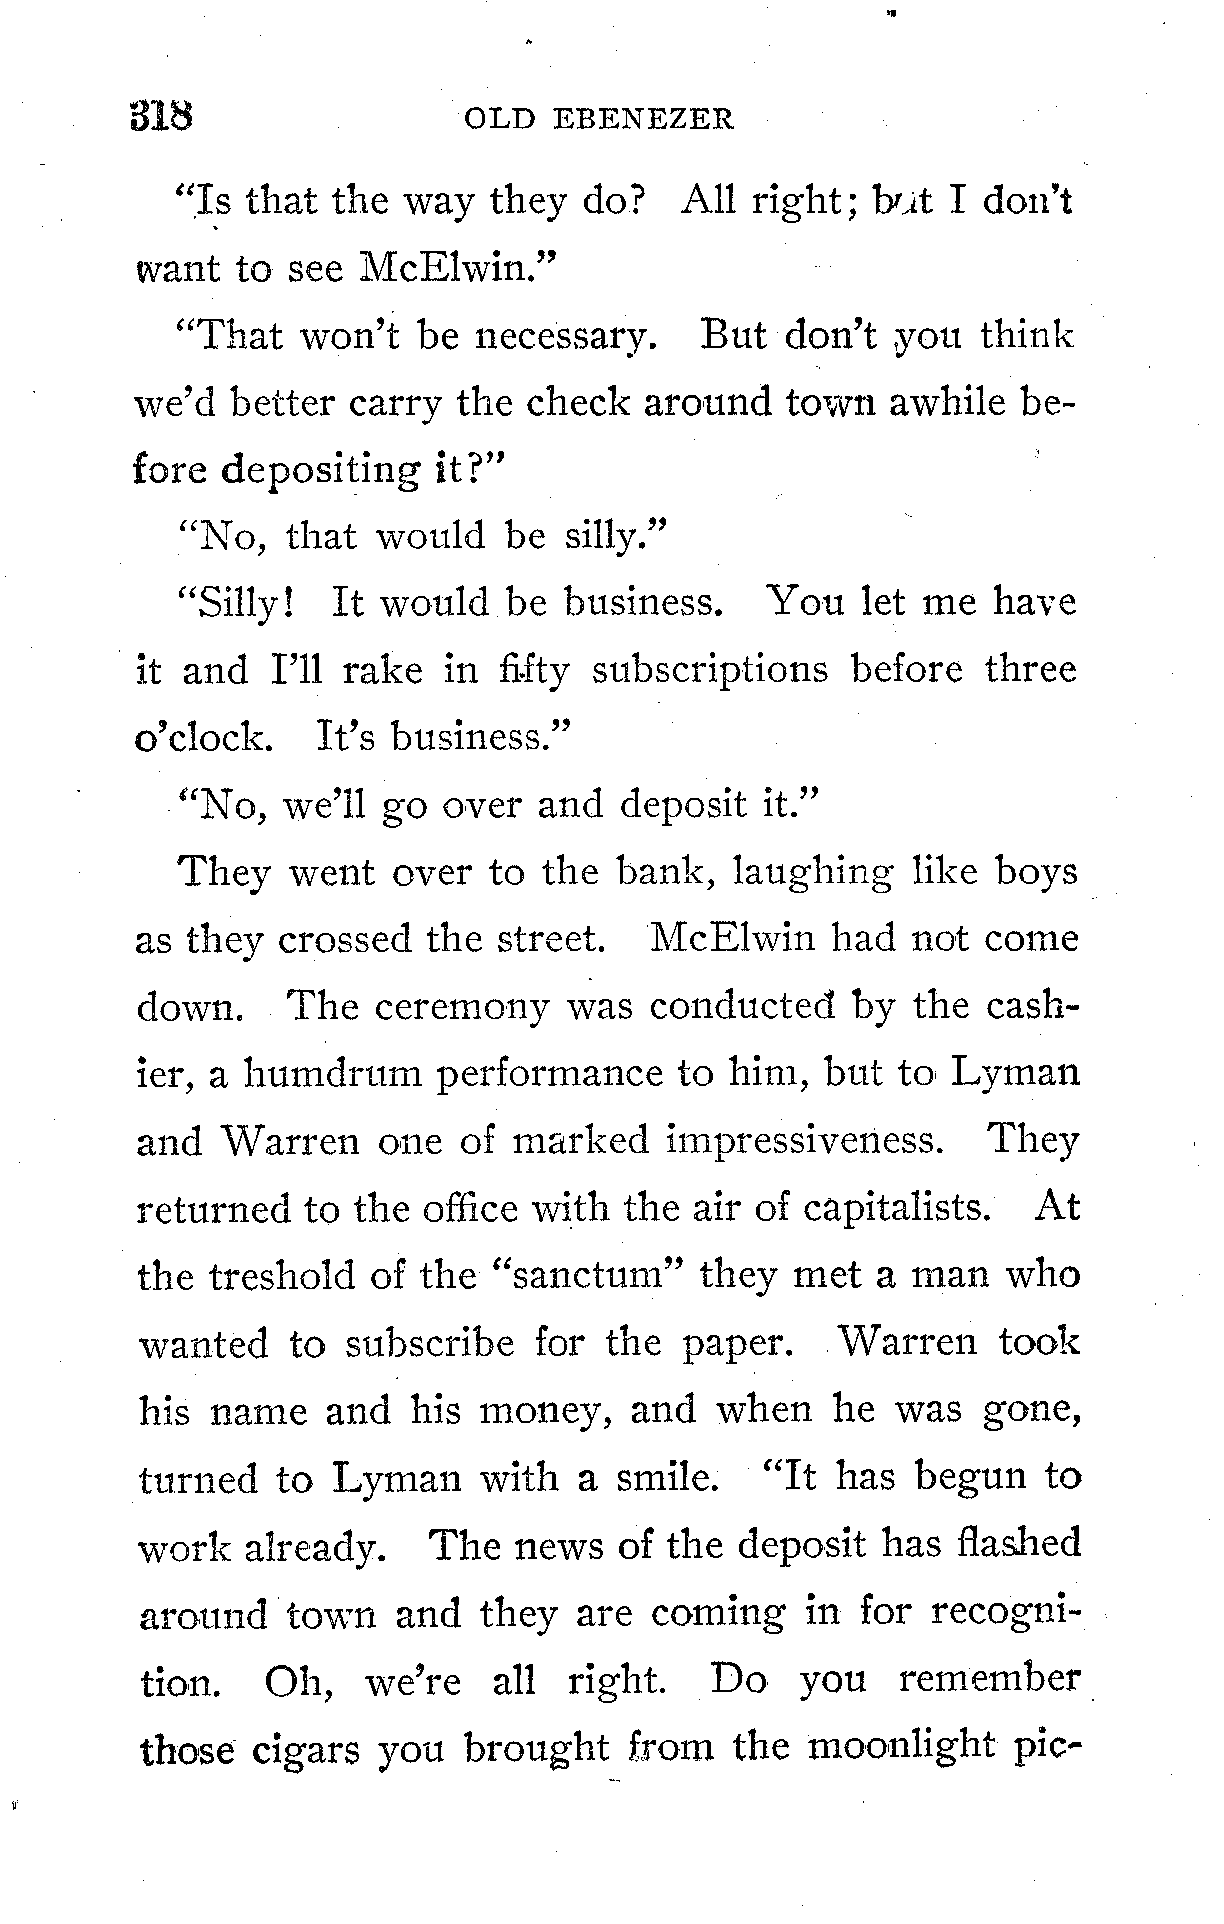 318 OLD EBENEZER
“Is that the way they do? All right; but I don’t
want to see McElwin.”
“That won’t be necessary. But don’t you think
we’d better carry the check around town awhile be-
fore depositing it?”
“No, that would be silly.”
“Silly! It would be business. You let me have
it and I’ll rake in fifty subscriptions before three
o’clock. It’s business.”
“No, we’ll go over and deposit it.”
They went over to the bank, laughing like boys
as they crossed the street. McElwin had not come
down. The ceremony was conducted by the cash-
ier, a humdrum performance to him, but to Lyman
and Warren one of marked impressiveness. They
returned to the office with the air of capitalists. At
the treshold of the “sanctum” they met a man who
wanted to subscribe for the paper. Warren took
his name and his money, and when he was gone,
turned to Lyman with a smile. “It has begun to
work already. The news of the deposit has flashed
around town and they are coming in for recogni-
tion. Oh, we’re all right. Do you remember
those cigars you brought from the moonlight pic-